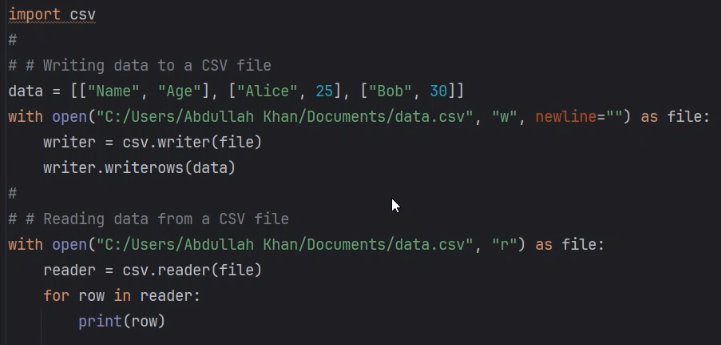 import csv
#
# # Writing data to a CSV file
data = [["Name", "Age"], ["Alice", 25], ["Bob", 30]]
with open("C:/Users/Abdullah Khan/Documents/data.csv", "w", newline="") as file:
    writer = csv.writer(file)
    writer.writerows(data)
#
# # Reading data from a CSV file
with open("C:/Users/Abdullah Khan/Documents/data.csv", "r") as file:
    reader = csv.reader(file)
    for row in reader:
        print(row)